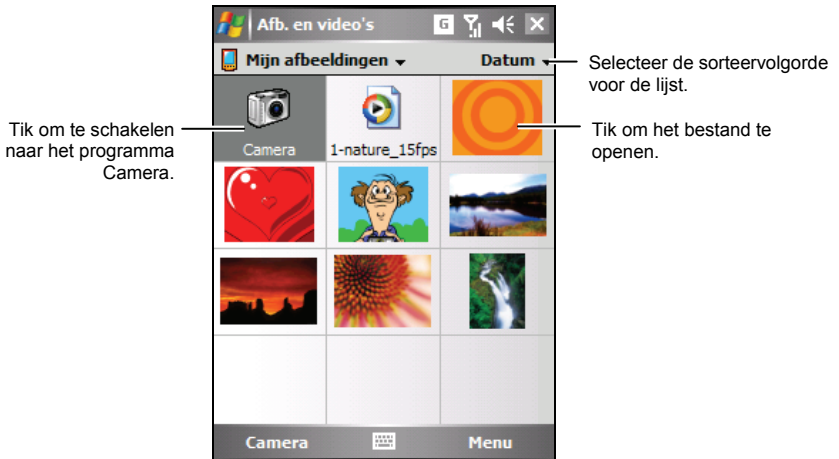 Afb. en video's
G
Mijn afbeeldingen
Datum
Selecteer de sorteervolgorde
voor de lijst.
Tik om te schakelen
naar het programma
Camera.
Camera
1-nature_15fps
Tik om het bestand te
openen.
Camera
Menu